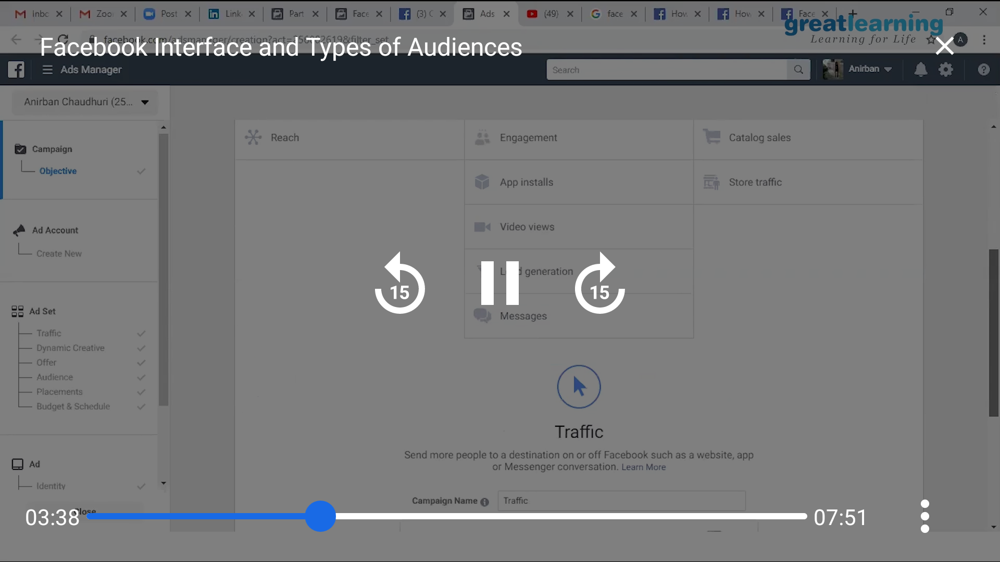 Inbc
Zoo
Post
Link
Part
Face
(3) C
Ads
(49)
face
How
How
Face
greatlearning
Learning for Life
facebook.com/adsmanager/creation?act=256002619&filter_set
A
Facebook Interface and Types of Audiences
Ads Manager
Search
Anirban
Anirban Chaudhuri (25...
Campaign
Objective
Ad Account
Create New
Ad Set
Traffic
Dynamic Creative
Offer
Audience
Placements
Budget & Schedule
Ad
Identity
Close
Reach
Engagement
Catalog sales
App installs
Store traffic
Video views
Lead generation
Messages
15
15
Traffic
Send more people to a destination on or off Facebook such as a website, app
or Messenger conversation. Learn More
Campaign Name
Traffic
03:38
07:51